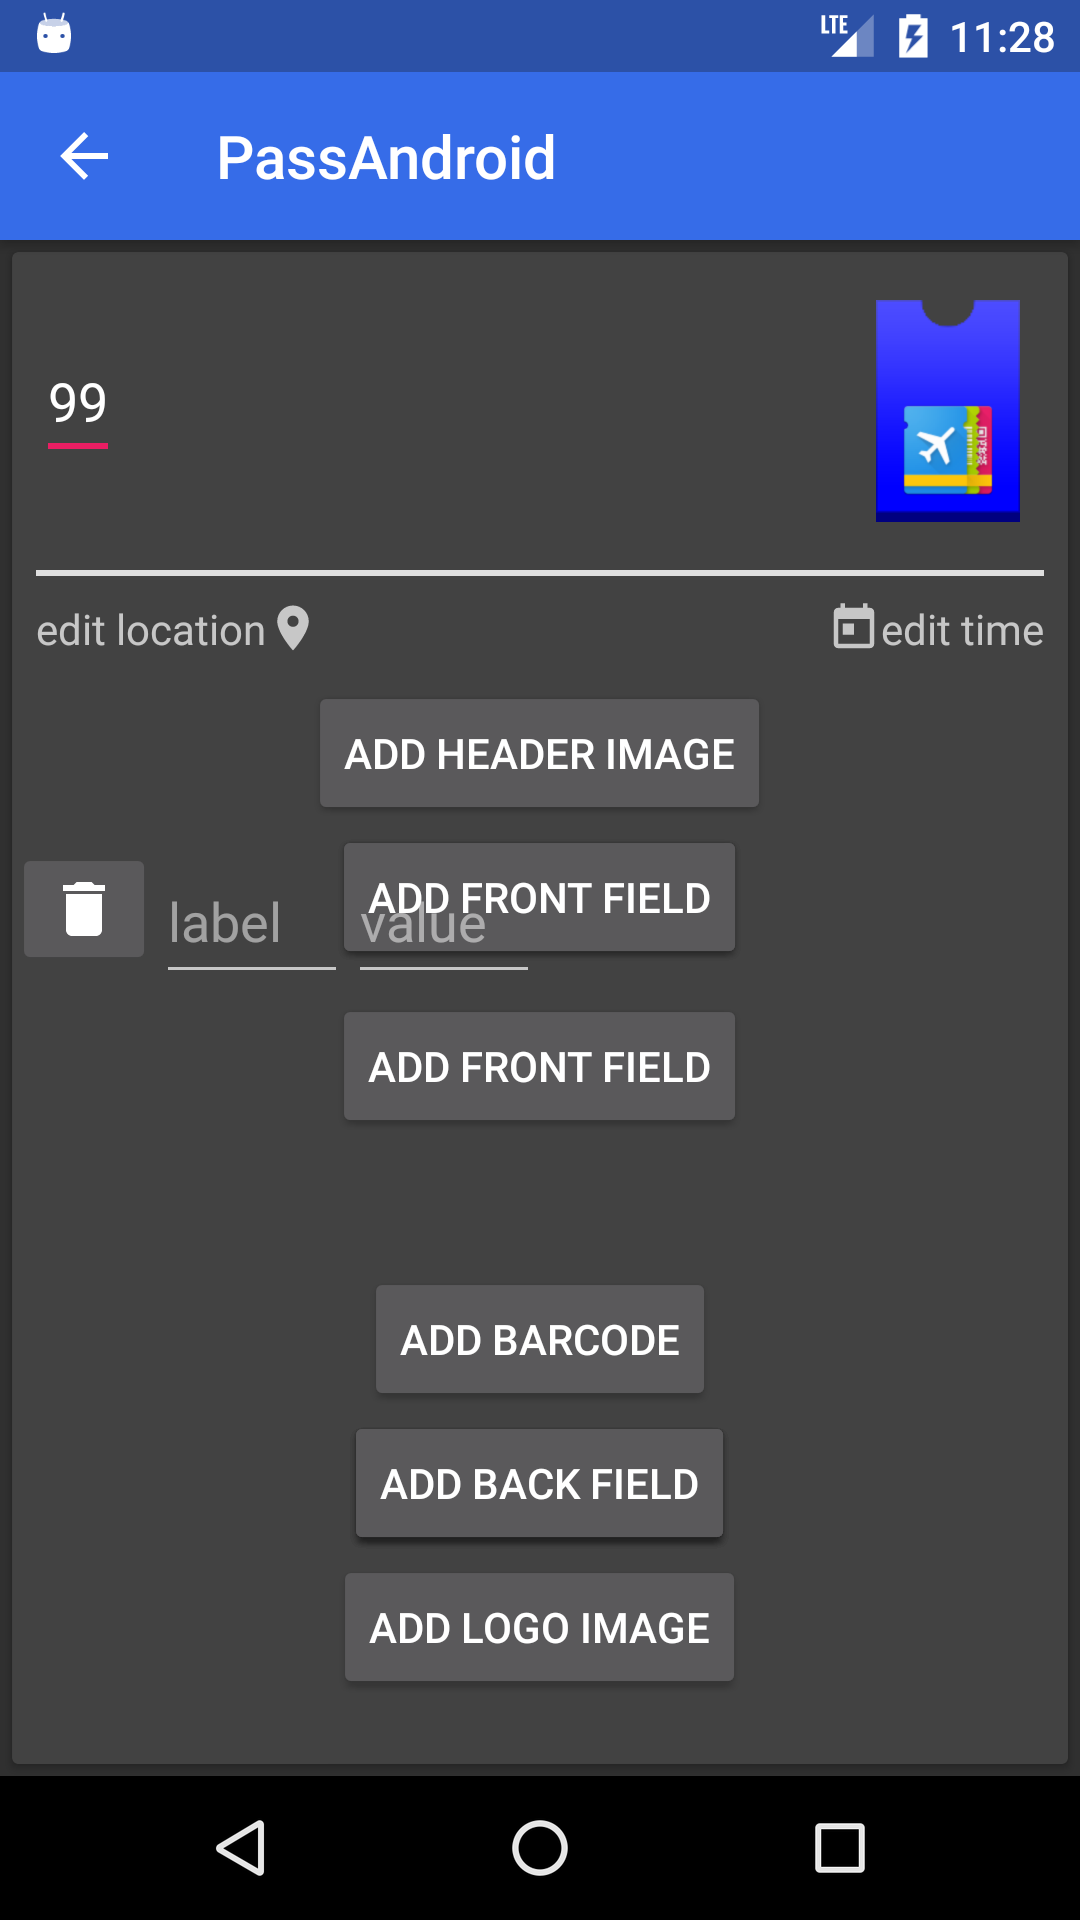 LTE 11:28
PassAndroid
99
edit location edit time
ADD HEADER IMAGE
ADD FRONT FIELD
label value
ADD FRONT FIELD
ADD BARCODE
ADD BACK FIELD
ADD LOGO IMAGE